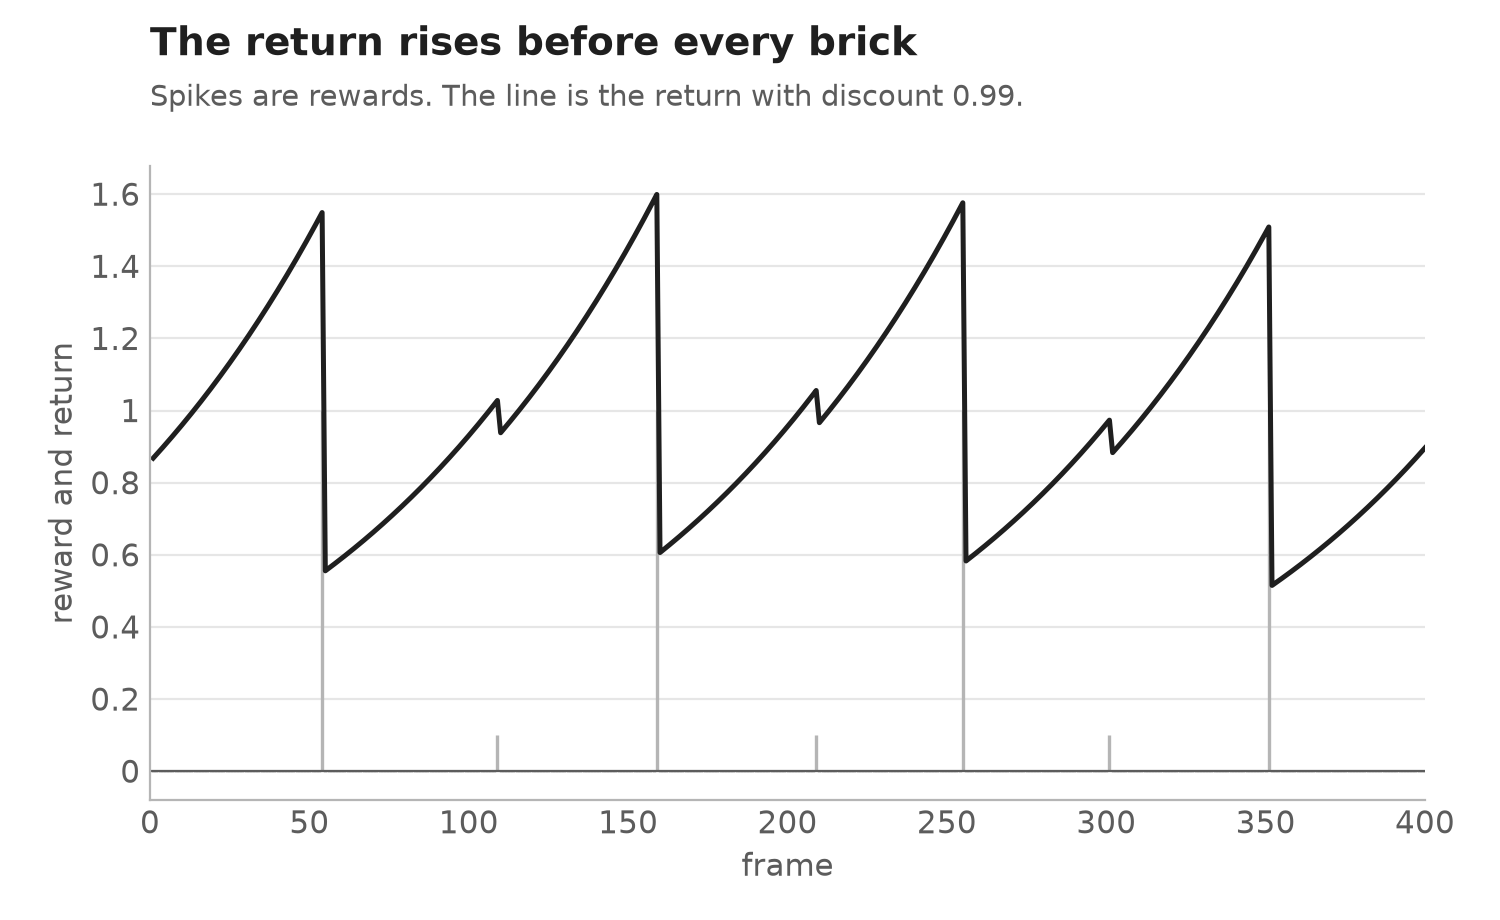 The return rises before every brick
Spikes are rewards. The line is the return with discount 0.99.
reward and return
1.6
1.4
1.2
1
0.8
0.6
0.4
0.2
0
0 50 100 150 200 250 300 350 400
frame